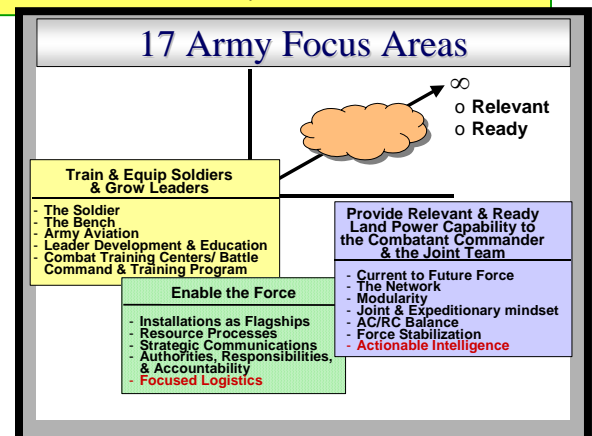 17 Army Focus Areas
∞
o Relevant
o Ready
Train & Equip Soldiers
& Grow Leaders
- The Soldier
- The Bench
- Army Aviation
- Leader Development & Education
- Combat Training Centers/ Battle
Command & Training Program
Enable the Force
- Installations as Flagships
- Resource Processes
- Strategic Communications
- Authorities, Responsibilities,
& Accountability
- Focused Logistics
Provide Relevant & Ready
Land Power Capability to
the Combatant Commander
& the Joint Team
- Current to Future Force
- The Network
- Modularity
- Joint & Expeditionary mindset
- AC/RC Balance
- Force Stabilization
- Actionable Intelligence